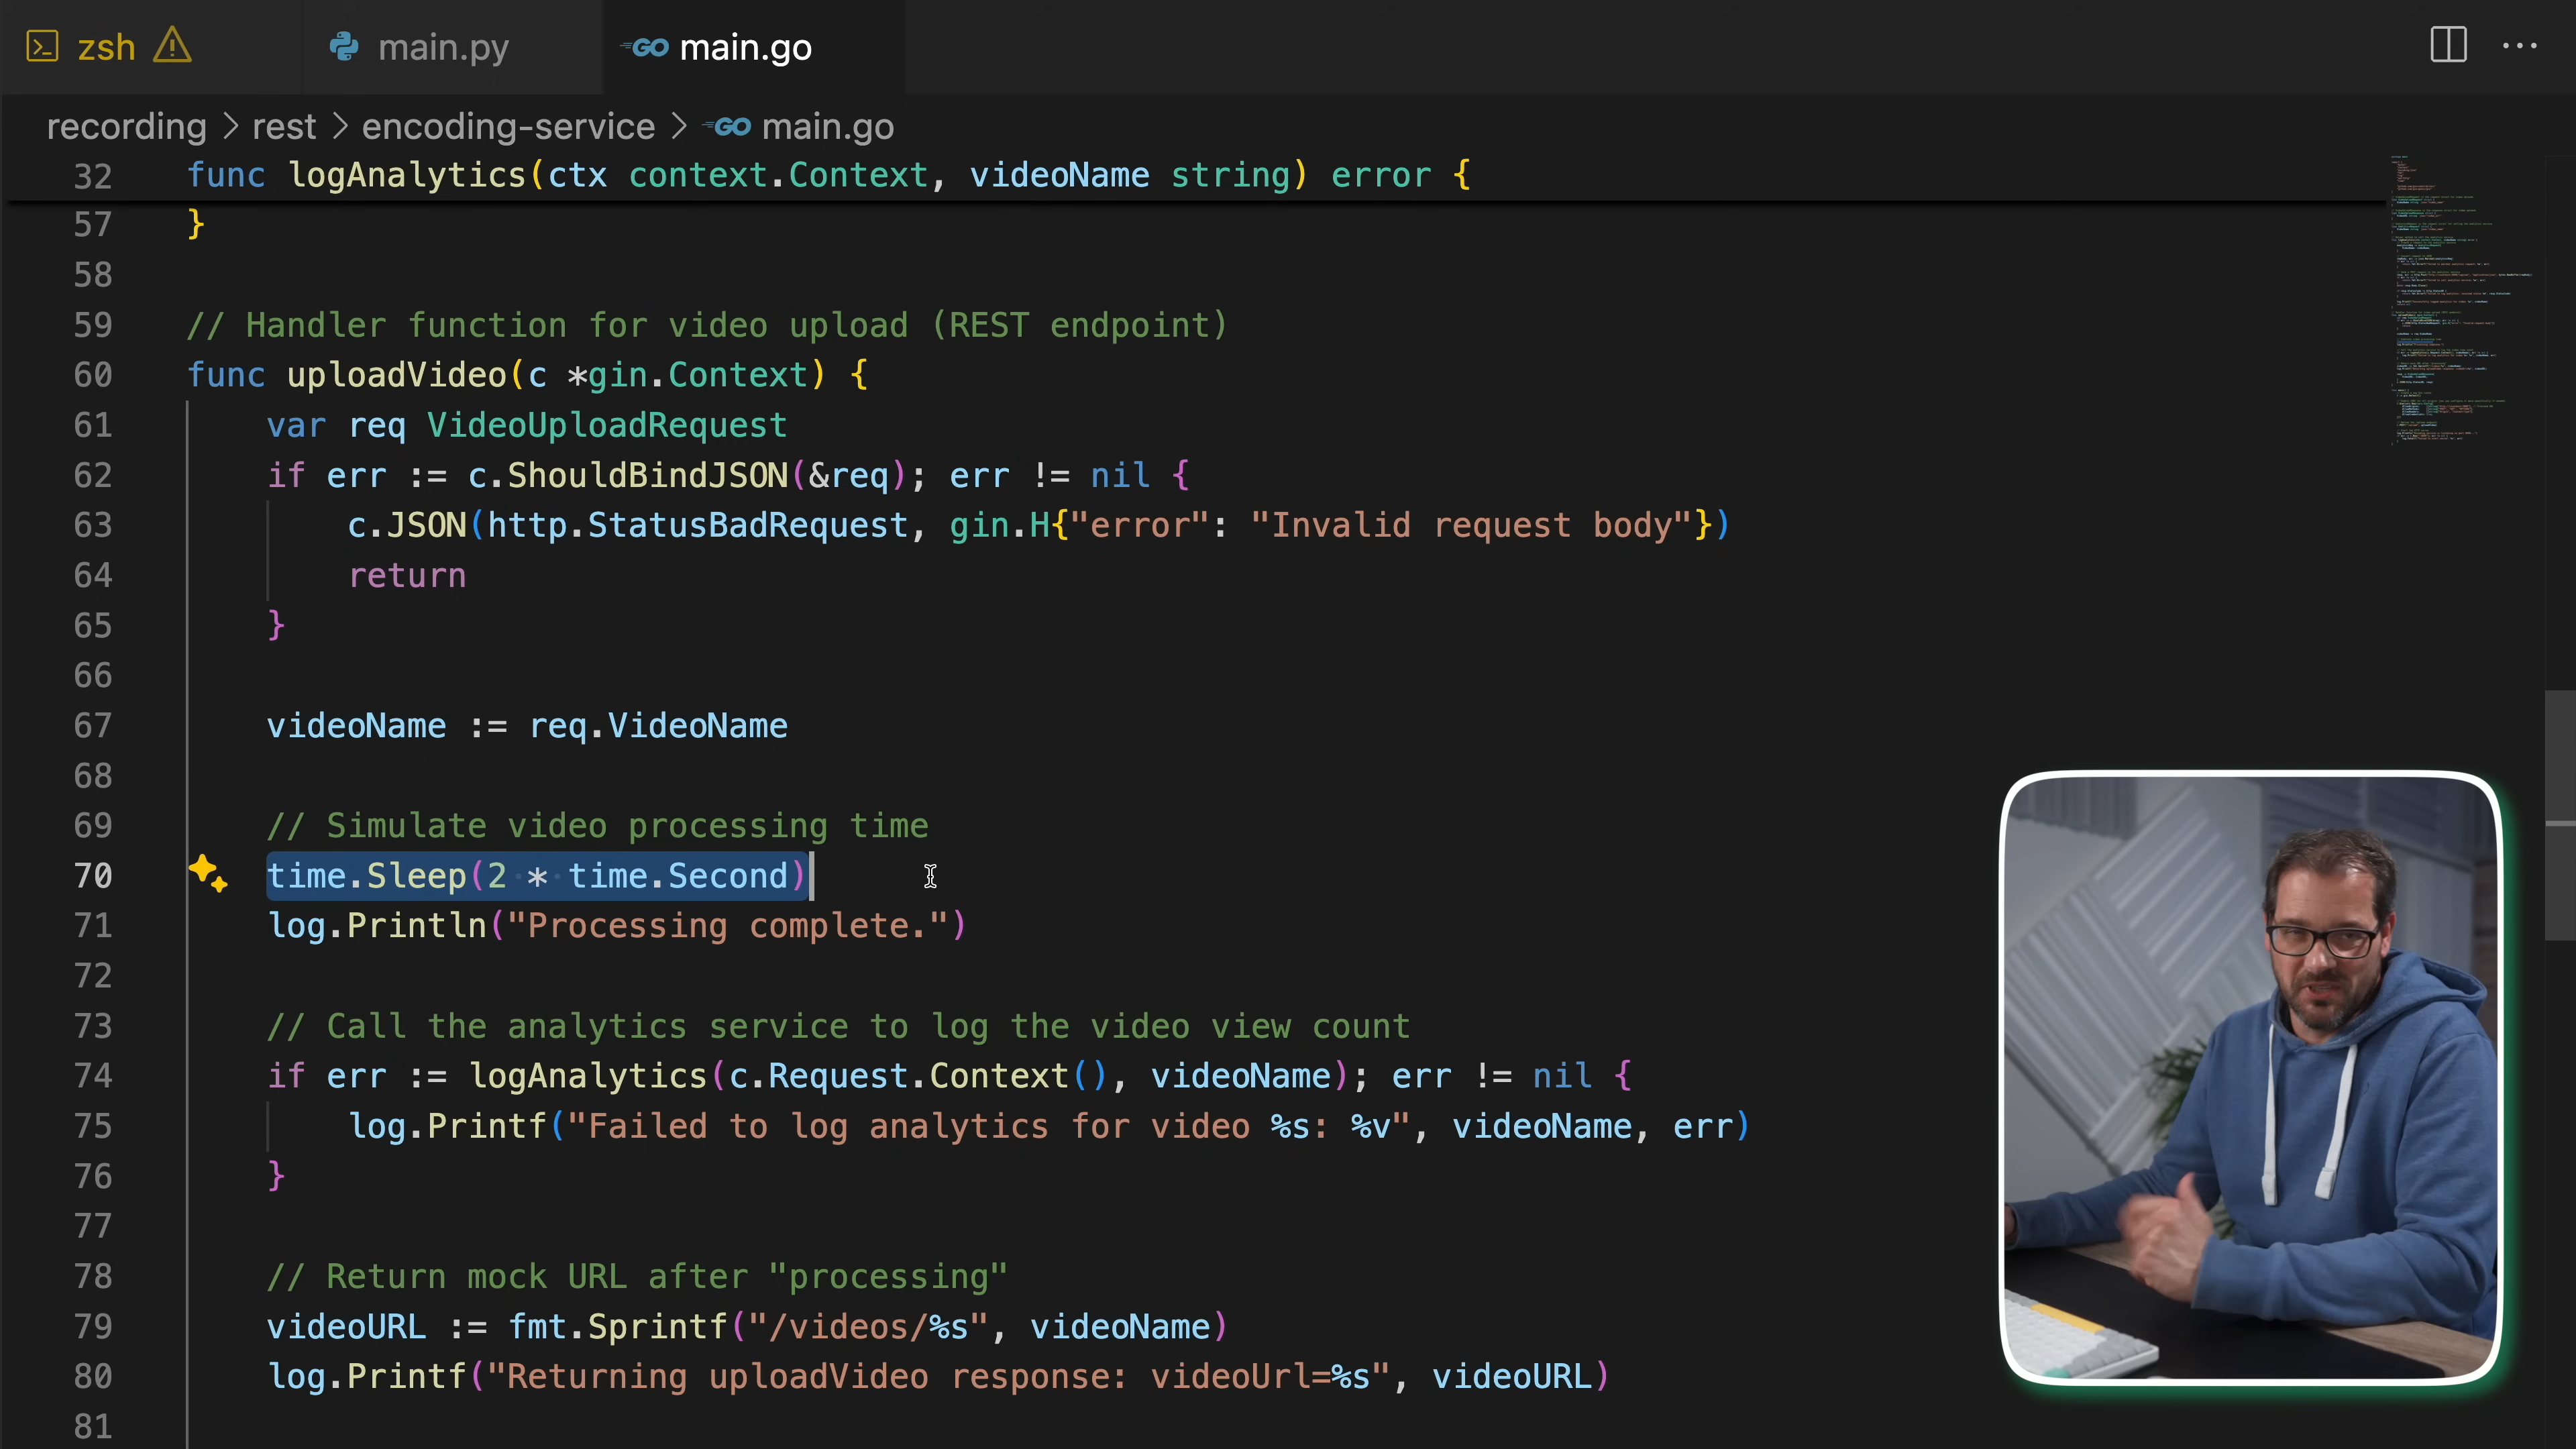 zsh main.py GO main.go
recording > rest > encoding-service > GO main.go
32 func logAnalytics(ctx context.Context, videoName string) error {
57 }
58
59 // Handler function for video upload (REST endpoint)
60 func uploadVideo(c *gin.Context) {
61 var req VideoUploadRequest
62 if err := c.ShouldBindJSON(&req); err != nil {
63 c.JSON(http.StatusBadRequest, gin.H{"error": "Invalid request body"})
64 return
65 }
66
67 videoName := req.VideoName
68
69 // Simulate video processing time
70 time.Sleep(2 * time.Second)
71 log.Println("Processing complete.")
72
73 // Call the analytics service to log the video view count
74 if err := logAnalytics(c.Request.Context(), videoName); err != nil {
75 log.Printf("Failed to log analytics for video %s: %v", videoName, err)
76 }
77
78 // Return mock URL after "processing"
79 videoURL := fmt.Sprintf("/videos/%s", videoName)
80 log.Printf("Returning uploadVideo response: videoUrl=%s", videoURL)
81